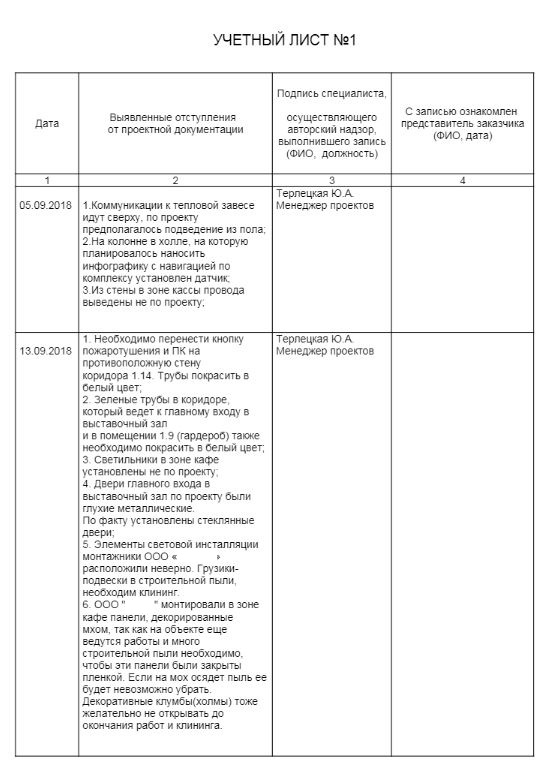 УЧЕТНЫЙ ЛИСТ №1
Дата
Выявленные отступления
от проектной документации
Подпись специалиста,
осуществляющего
авторский надзор,
выполнившего запись
(ФИО, должность)
С записью ознакомлен
представитель заказчика
(ФИО, дата)
1
2
3
4
05.09.2018
1.Коммуникации к тепловой завесе
идут сверху, по проекту
предполагалось подведение из пола;
2.На колонне в холле, на которую
планировалось наносить
инфографику с навигацией по
комплексу установлен датчик;
3.Из стены в зоне кассы провода
выведены не по проекту;
Терлецкая Ю.А.
Менеджер проектов
13.09.2018
1. Необходимо перенести кнопку
пожаротушения и ПК на
противоположную стену
коридора 1.14. Трубы покрасить в
белый цвет;
2. Зеленые трубы в коридоре,
который ведет к главному входу в
выставочный зал
и в помещении 1.9 (гардероб) также
необходимо покрасить в белый цвет;
3. Светильники в зоне кафе
установлены не по проекту;
4. Двери главного входа в
выставочный зал по проекту были
глухие металлические.
По факту установлены стеклянные
двери;
5. Элементы световой инсталляции
монтажники ООО « »
расположили неверно. Грузики-
подвески в строительной пыли,
необходим клининг.
6. ООО " " монтировали в зоне
кафе панели, декорированные
мхом, так как на объекте еще
ведутся работы и много
строительной пыли необходимо,
чтобы эти панели были закрыты
пленкой. Если на мох осядет пыль ее
будет невозможно убрать.
Декоративные клумбы(холмы) тоже
желательно не открывать до
окончания работ и клининга.
Терлецкая Ю.А.
Менеджер проектов